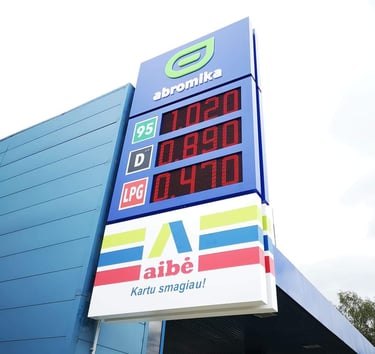 abromika
95 1.020
D 0.890
LPG 0.470
aibė
Kartu smagiau!